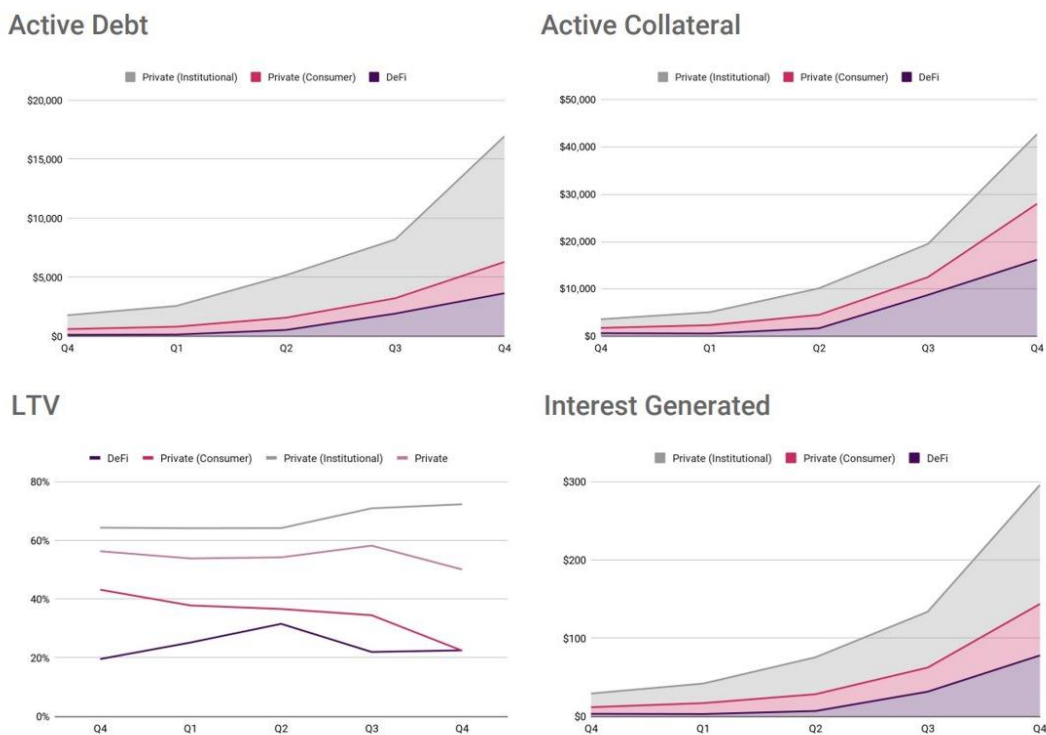 Active Debt
Private (Institutional) Private (Consumer) DeFi
$20,000
$15,000
$10,000
$5,000
$0
Q4 Q1 Q2 Q3 Q4
Active Collateral
Private (Institutional) Private (Consumer) DeFi
$50,000
$40,000
$30,000
$20,000
$10,000
$0
Q4 Q1 Q2 Q3 Q4
LTV
DeFi Private (Consumer) Private (Institutional) Private
80%
60%
40%
20%
0%
Q4 Q1 Q2 Q3 Q4
Interest Generated
Private (Institutional) Private (Consumer) DeFi
$300
$200
$100
$0
Q4 Q1 Q2 Q3 Q4